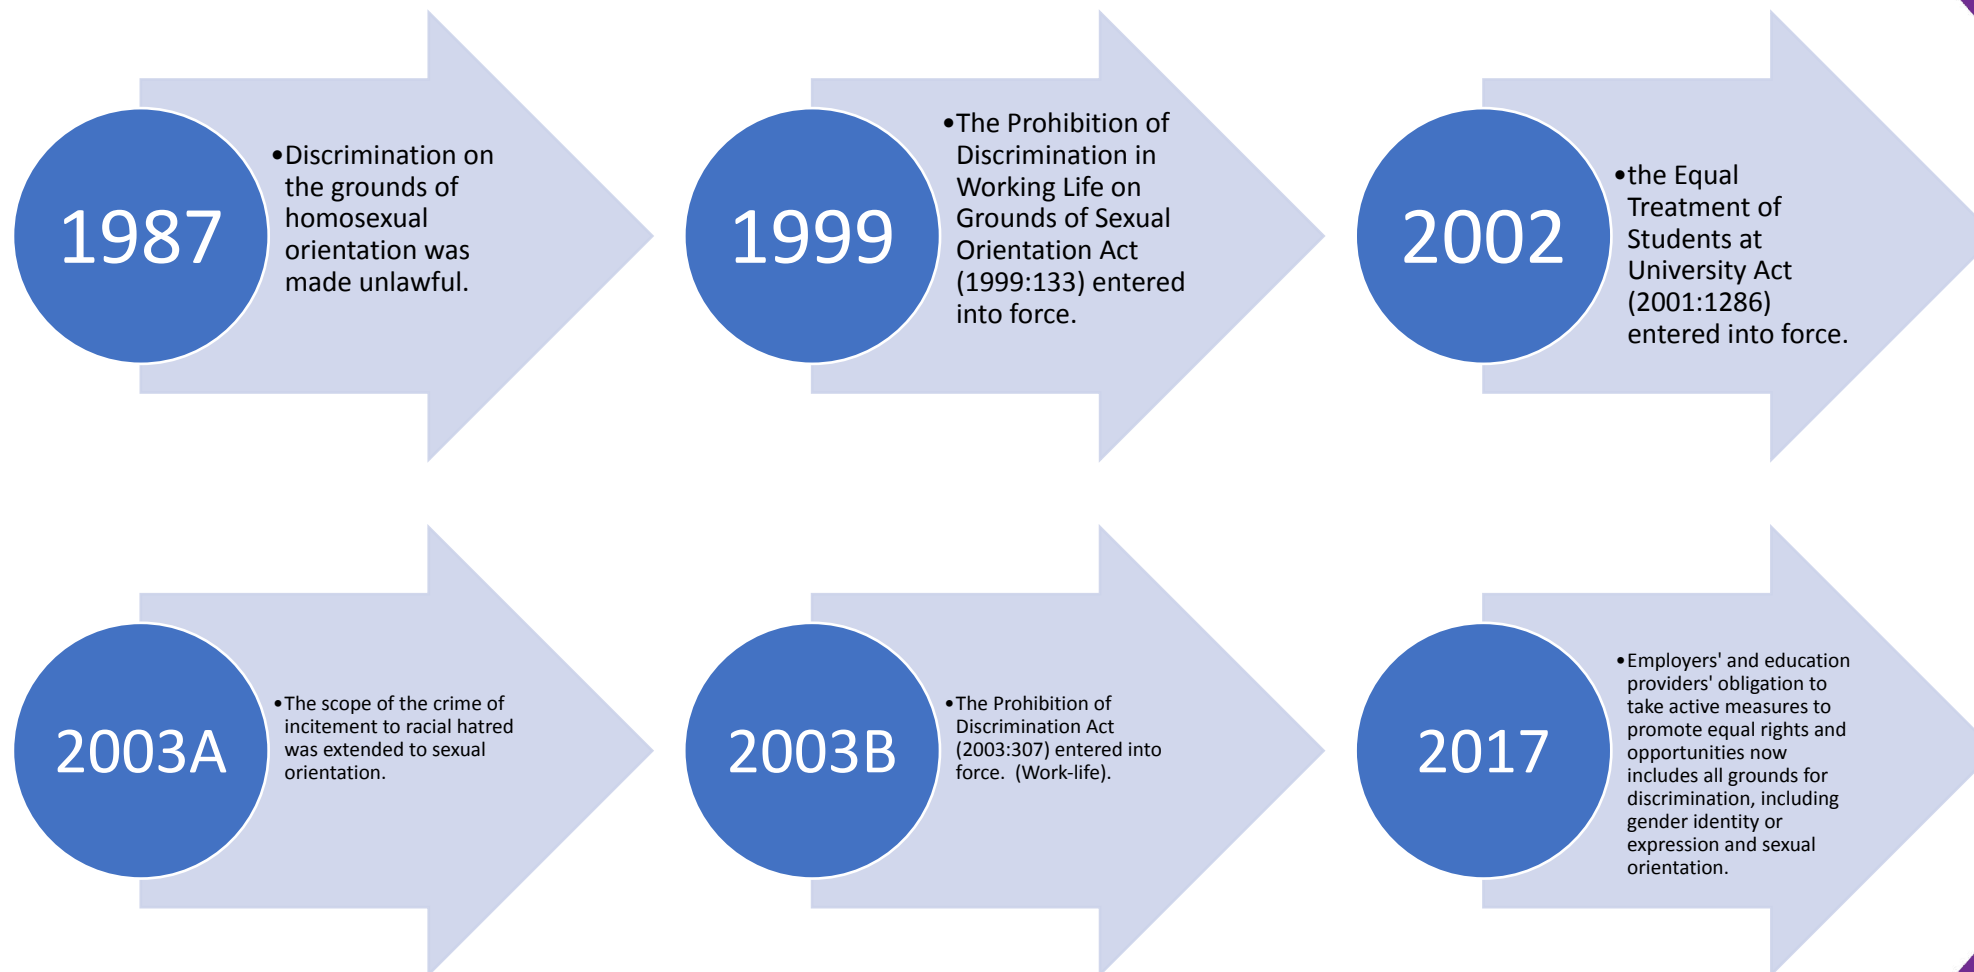 1987
•Discrimination on
the grounds of
homosexual
orientation was
made unlawful.
1999
•The Prohibition of
Discrimination in
Working Life on
Grounds of Sexual
Orientation Act
(1999:133) entered
into force.
2002
•the Equal
Treatment of
Students at
University Act
(2001:1286)
entered into force.
2003A
•The scope of the crime of
incitement to racial hatred
was extended to sexual
orientation.
2003B
•The Prohibition of
Discrimination Act
(2003:307) entered into
force.  (Work-life).
2017
•Employers' and education
providers' obligation to
take active measures to
promote equal rights and
opportunities now
includes all grounds for
discrimination, including
gender identity or
expression and sexual
orientation.